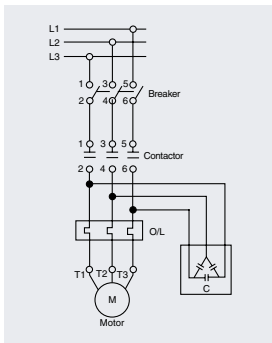 L1
L2
L3
1 3 5
2 4 6 Breaker
1 3 5
Contactor
2 4 6
O/L
T1 T2 T3
C
M
Motor